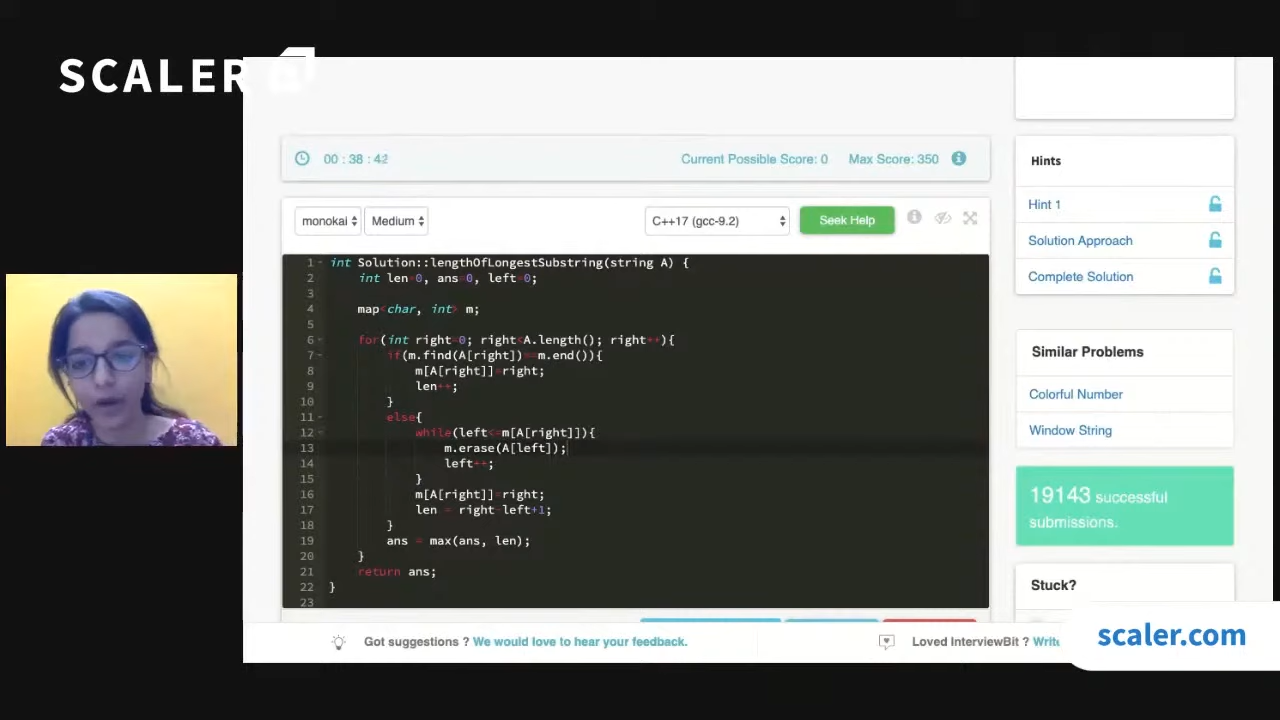 SCALER
00 : 38 : 42
Current Possible Score: 0
Max Score: 350
Hints
Hint 1
Solution Approach
Complete Solution
monokai
Medium
C++17 (gcc-9.2)
Seek Help
1 int Solution::lengthOfLongestSubstring(string A) {
2 int len=0, ans=0, left=0;
3
4 map<char, int> m;
5
6 for(int right=0; right<A.length(); right++){
7 if(m.find(A[right])==m.end()){
8 m[A[right]]=right;
9 len++;
10 }
11 else{
12 while(left<=m[A[right]]){
13 m.erase(A[left]);
14 left++;
15 }
16 m[A[right]]=right;
17 len = right-left+1;
18 }
19 ans = max(ans, len);
20 }
21 return ans;
22 }
23
Similar Problems
Colorful Number
Window String
19143 successful
submissions.
Stuck?
Got suggestions ? We would love to hear your feedback.
Loved InterviewBit ? Write
scaler.com